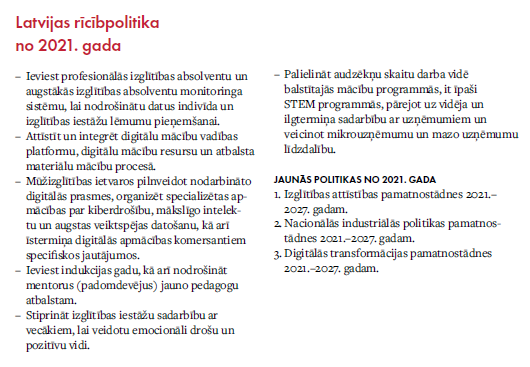 Latvijas rīcībpolitika
no 2021. gada
– Ieviest profesionālās izglītības absolventu un
augstākās izglītības absolventu monitoringa
sistēmu, lai nodrošinātu datus indivīda un
izglītības iestāžu lēmumu pieņemšanai.
– Attīstīt un integrēt digitālu mācību vadības
platformu, digitālu mācību resursu un atbalsta
materiālu mācību procesā.
– Mūžizglītības ietvaros pilnveidot nodarbināto
digitālās prasmes, organizēt specializētas ap-
mācības par kiberdrošību, mākslīgo intelek-
tu un augstas veiktspējas datošanu, kā arī
īstermiņa digitālās apmācības komersantiem
specifiskos jautājumos.
– Ieviest indukcijas gadu, kā arī nodrošināt
mentorus (padomdevējus) jauno pedagogu
atbalstam.
– Stiprināt izglītības iestāžu sadarbību ar
vecākiem, lai veidotu emocionāli drošu un
pozitīvu vidi.
– Palielināt audzēkņu skaitu darba vidē
balstītajās mācību programmās, it īpaši
STEM programmās, pārejot uz vidēja un
ilgtermiņa sadarbību ar uzņēmumiem un
veicinot mikrouzņēmumu un mazo uzņēmumu
līdzdalību.
JAUNĀS POLITIKAS NO 2021. GADA
1. Izglītības attīstības pamatnostādnes 2021.–
2027. gadam.
2. Nacionālās industriālās politikas pamatnos-
tādnes 2021.–2027. gadam.
3. Digitālās transformācijas pamatnostādnes
2021.–2027. gadam.